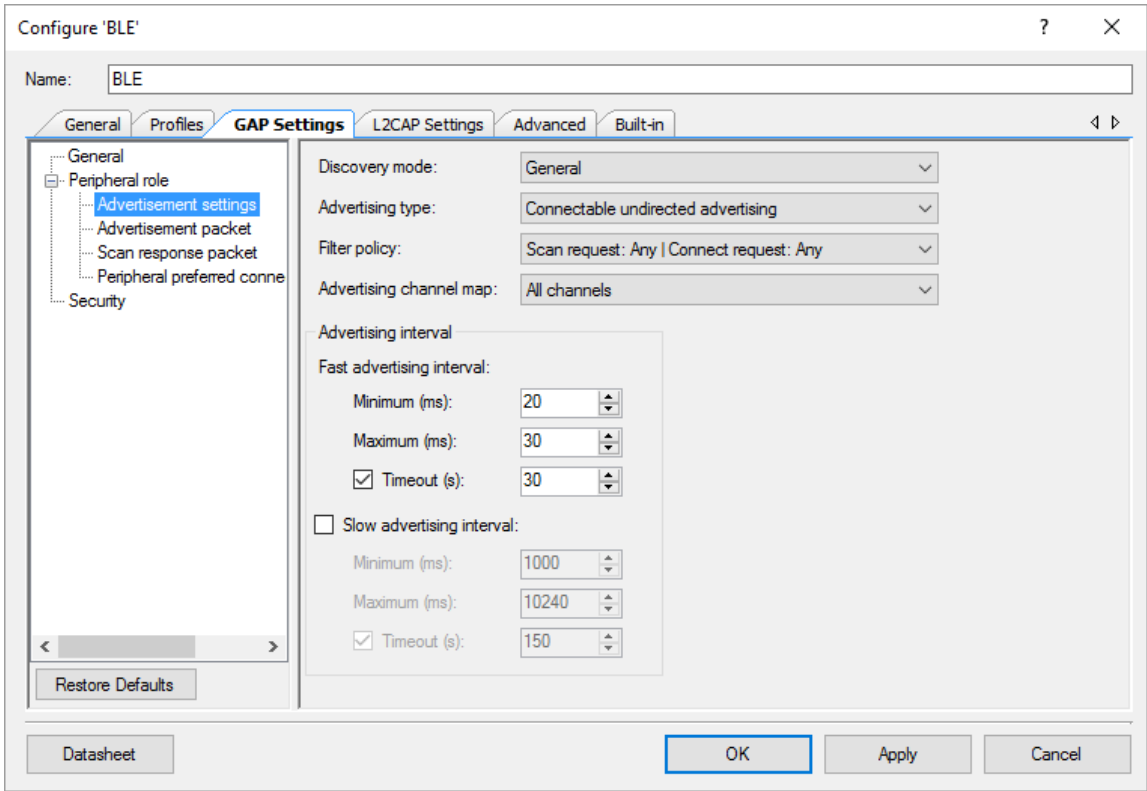 Configure 'BLE'
?
Name: BLE
General Profiles GAP Settings L2CAP Settings Advanced Built-in
General
Peripheral role
Advertisement settings
Advertisement packet
Scan response packet
Peripheral preferred conne
Security
Restore Defaults
Discovery mode: General
Advertising type: Connectable undirected advertising
Filter policy: Scan request: Any | Connect request: Any
Advertising channel map: All channels
Advertising interval
Fast advertising interval:
Minimum (ms): 20
Maximum (ms): 30
Timeout (s): 30
Slow advertising interval:
Minimum (ms): 1000
Maximum (ms): 10240
Timeout (s): 150
Datasheet OK Apply Cancel